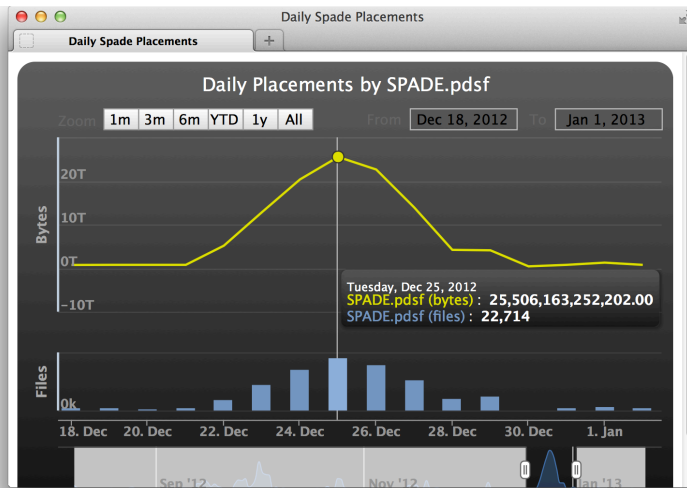 Daily Spade Placements
Daily Spade Placements
Daily Placements by SPADE.pdsf
Zoom 1m 3m 6m YTD 1y All From Dec 18, 2012 To Jan 1, 2013
20T
10T
0T
-10T
Bytes
Tuesday, Dec 25, 2012
SPADE.pdsf (bytes) : 25,506,163,252,202.00
SPADE.pdsf (files) : 22,714
Files
0k
18. Dec 20. Dec 22. Dec 24. Dec 26. Dec 28. Dec 30. Dec 1. Jan
Sep '12 Nov '12 Jan '13